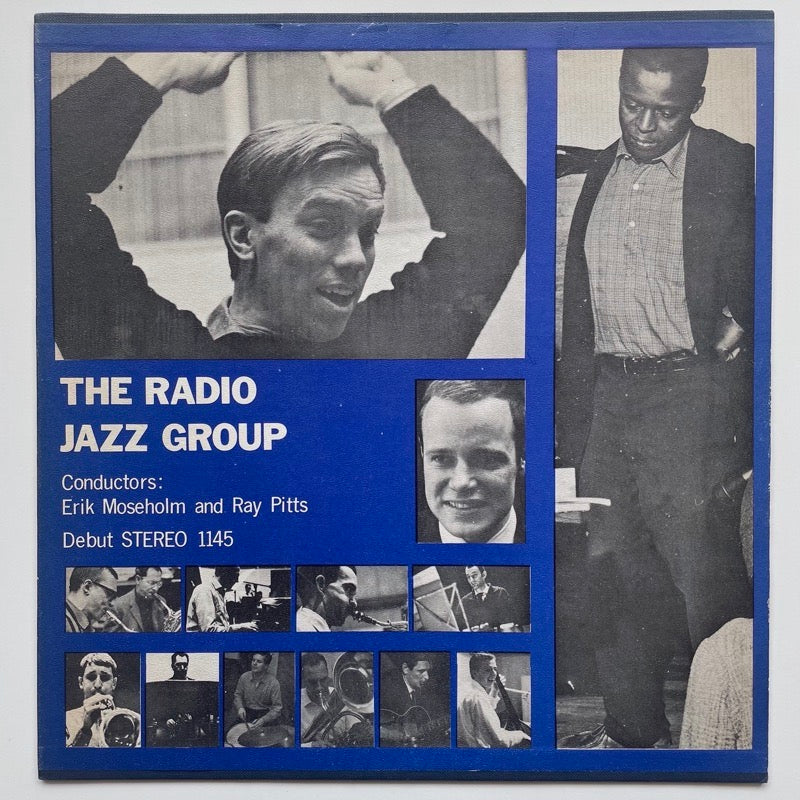 THE RADIO
JAZZ GROUP
Conductors:
Erik Moseholm and Ray Pitts
Debut STEREO 1145